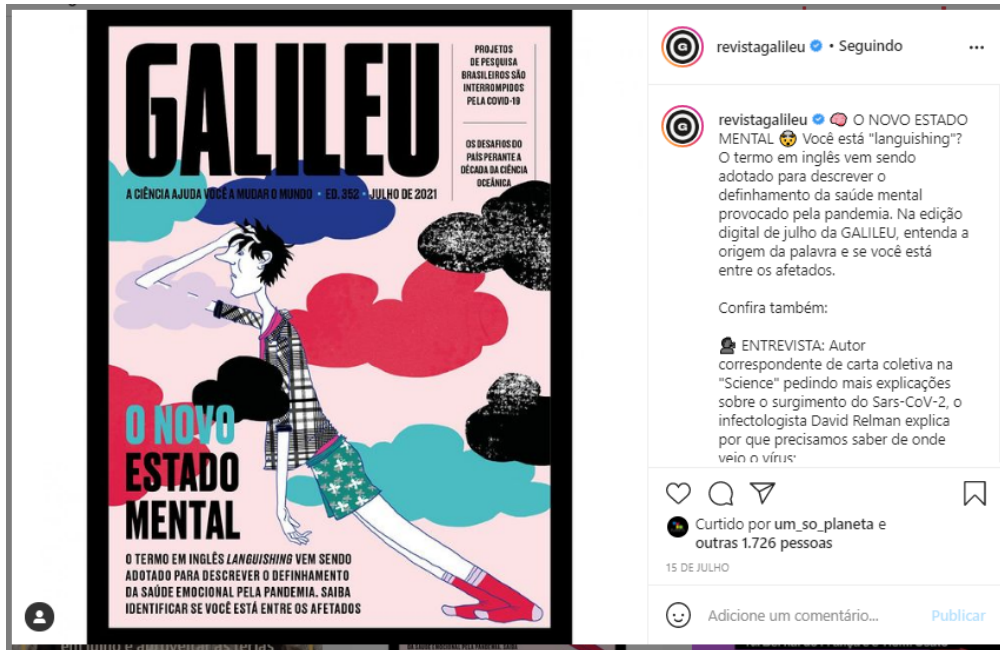 GALILEU
PROJETOS
DE PESQUISA
BRASILEIROS SÃO
INTERROMPIDOS
PELA COVID-19
OS DESAFIOS DO
PAÍS PERANTE A
DÉCADA DA CIÊNCIA
OCEÂNICA
A CIÊNCIA AJUDA VOCÊ A MUDAR O MUNDO • ED. 352 • JULHO DE 2021
O NOVO
ESTADO
MENTAL
O TERMO EM INGLÊS LANGUISHING VEM SENDO
ADOTADO PARA DESCREVER O DEFINHAMENTO
DA SAÚDE EMOCIONAL PELA PANDEMIA. SAIBA
IDENTIFICAR SE VOCÊ ESTÁ ENTRE OS AFETADOS
revistagalileu • Seguindo
revistagalileu 🧠 O NOVO ESTADO
MENTAL 🤯 Você está "languishing"?
O termo em inglês vem sendo
adotado para descrever o
definhamento da saúde mental
provocado pela pandemia. Na edição
digital de julho da GALILEU, entenda a
origem da palavra e se você está
entre os afetados.
Confira também:
🗣 ENTREVISTA: Autor
correspondente de carta coletiva na
"Science" pedindo mais explicações
sobre o surgimento do Sars-CoV-2, o
infectologista David Relman explica
por que precisamos saber de onde
veio o vírus;
Curtido por um_so_planeta e
outras 1.726 pessoas
15 DE JULHO
Adicione um comentário... Publicar